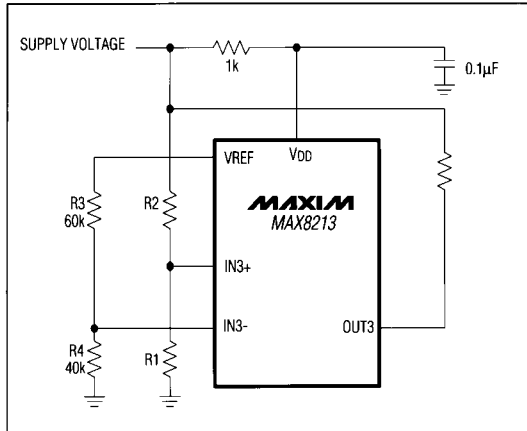 SUPPLY VOLTAGE
1k
0.1µF
VREF
VDD
R3
60k
R2
MAXIM
MAX8213
IN3+
IN3-
OUT3
R4
40k
R1